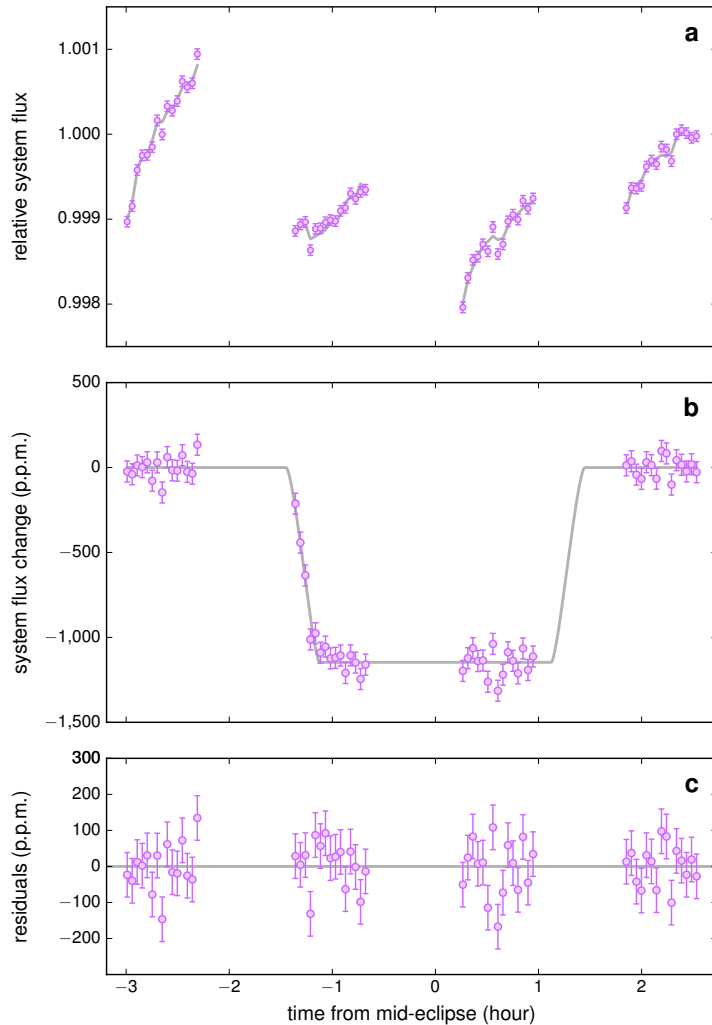 a
1.001
1.000
0.999
0.998
relative system flux
b
500
0
−500
−1,000
−1,500
system flux change (p.p.m.)
c
300
200
100
0
−100
−200
residuals (p.p.m.)
−3 −2 −1 0 1 2
time from mid-eclipse (hour)